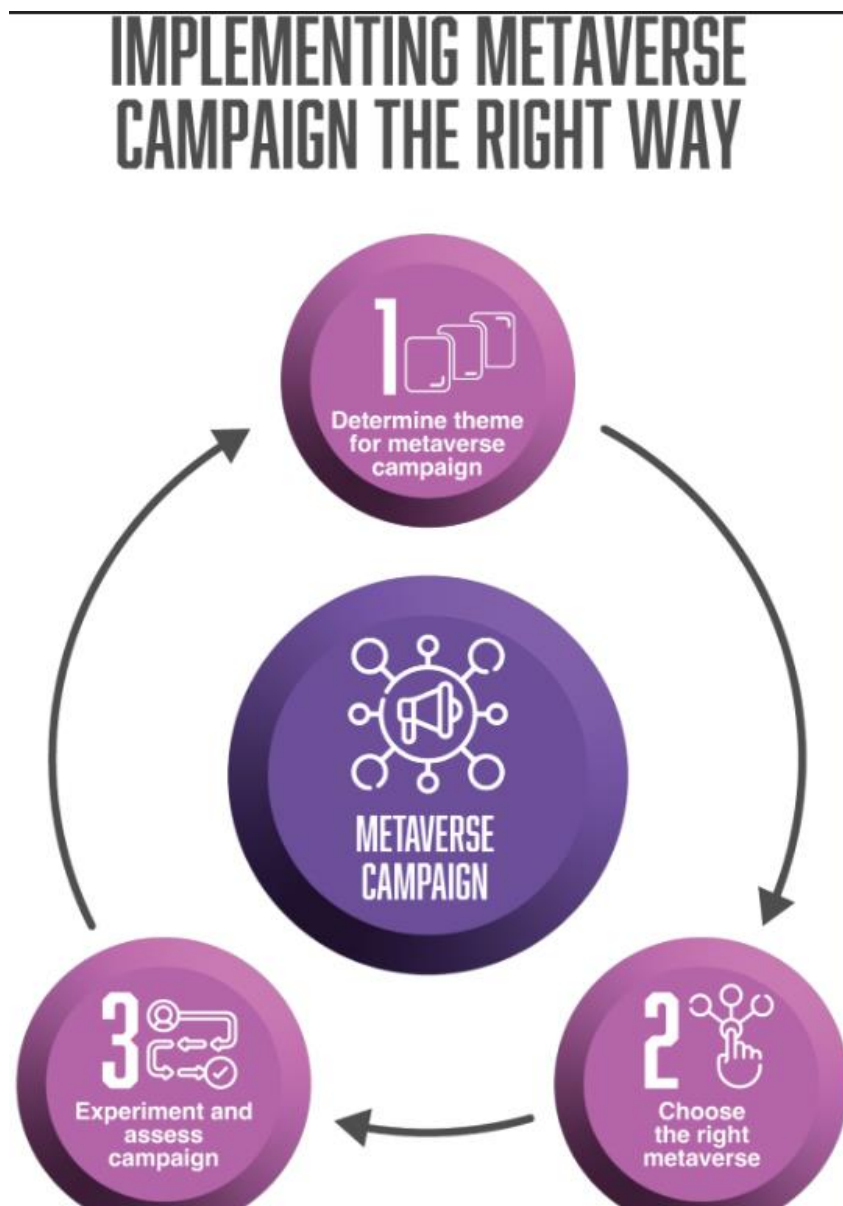 IMPLEMENTING METAVERSE
CAMPAIGN THE RIGHT WAY
1
Determine theme
for metaverse
campaign
METAVERSE
CAMPAIGN
2
Choose
the right
metaverse
3
Experiment and
assess
campaign